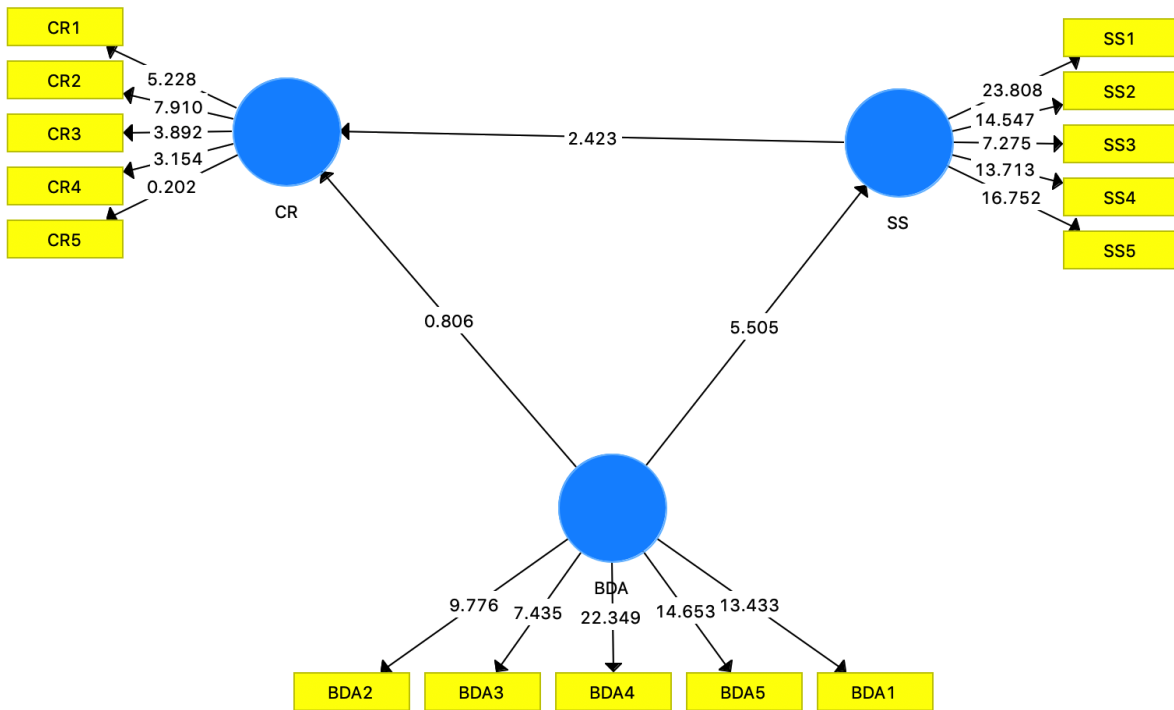 CR1
CR2
CR3
CR4
CR5
5.228
7.910
3.892
3.154
0.202
CR
2.423
SS1
SS2
SS3
SS4
SS5
23.808
14.547
7.275
13.713
16.752
SS
0.806
5.505
BDA
9.776
7.435
22.349
14.653
13.433
BDA2
BDA3
BDA4
BDA5
BDA1